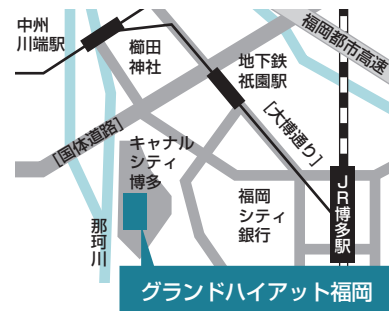 中州
川端駅
櫛田
神社
地下鉄
祇園駅
福岡都市高速
[大博通り]
[国体道路]
キャナル
シティ
博多
福岡
シティ
銀行
JR博多駅
那珂川
グランドハイアット福岡